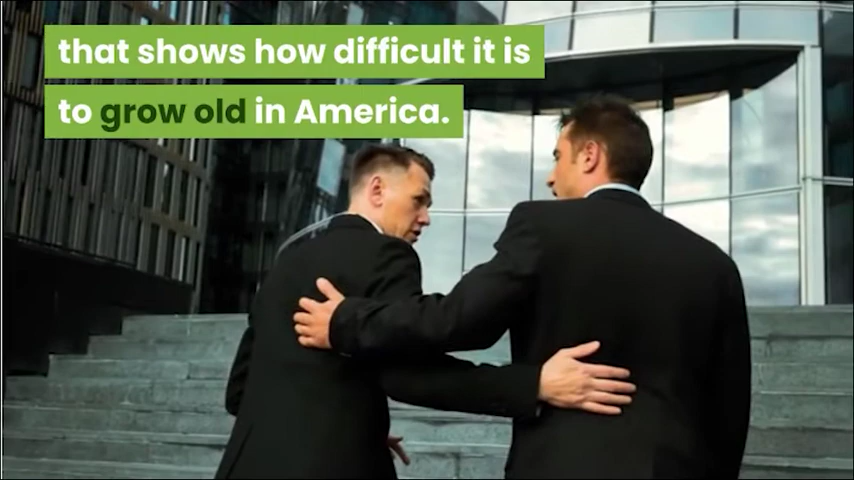 that shows how difficult it is
to grow old in America.